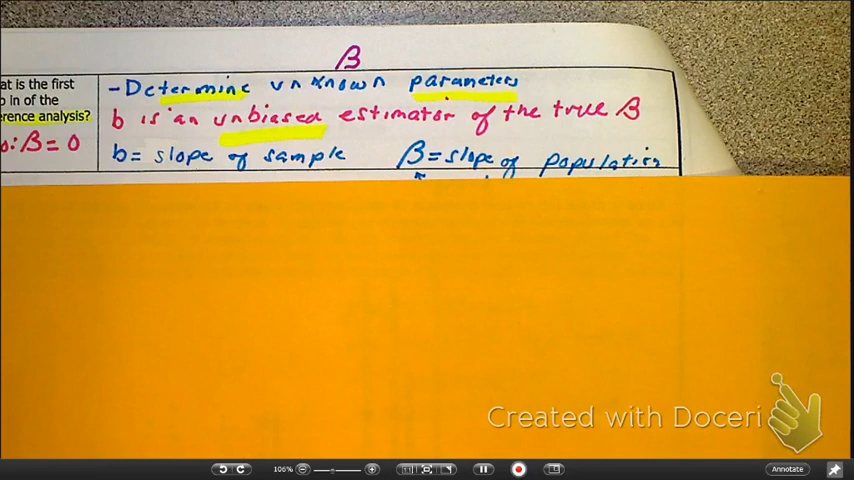 β
at is the first
p in of the
erence analysis?
o: β = 0
- Determine unknown parameters
b is an unbiased estimator of the true β
b = slope of sample β = slope of population
Created with Doceri
106%
Annotate